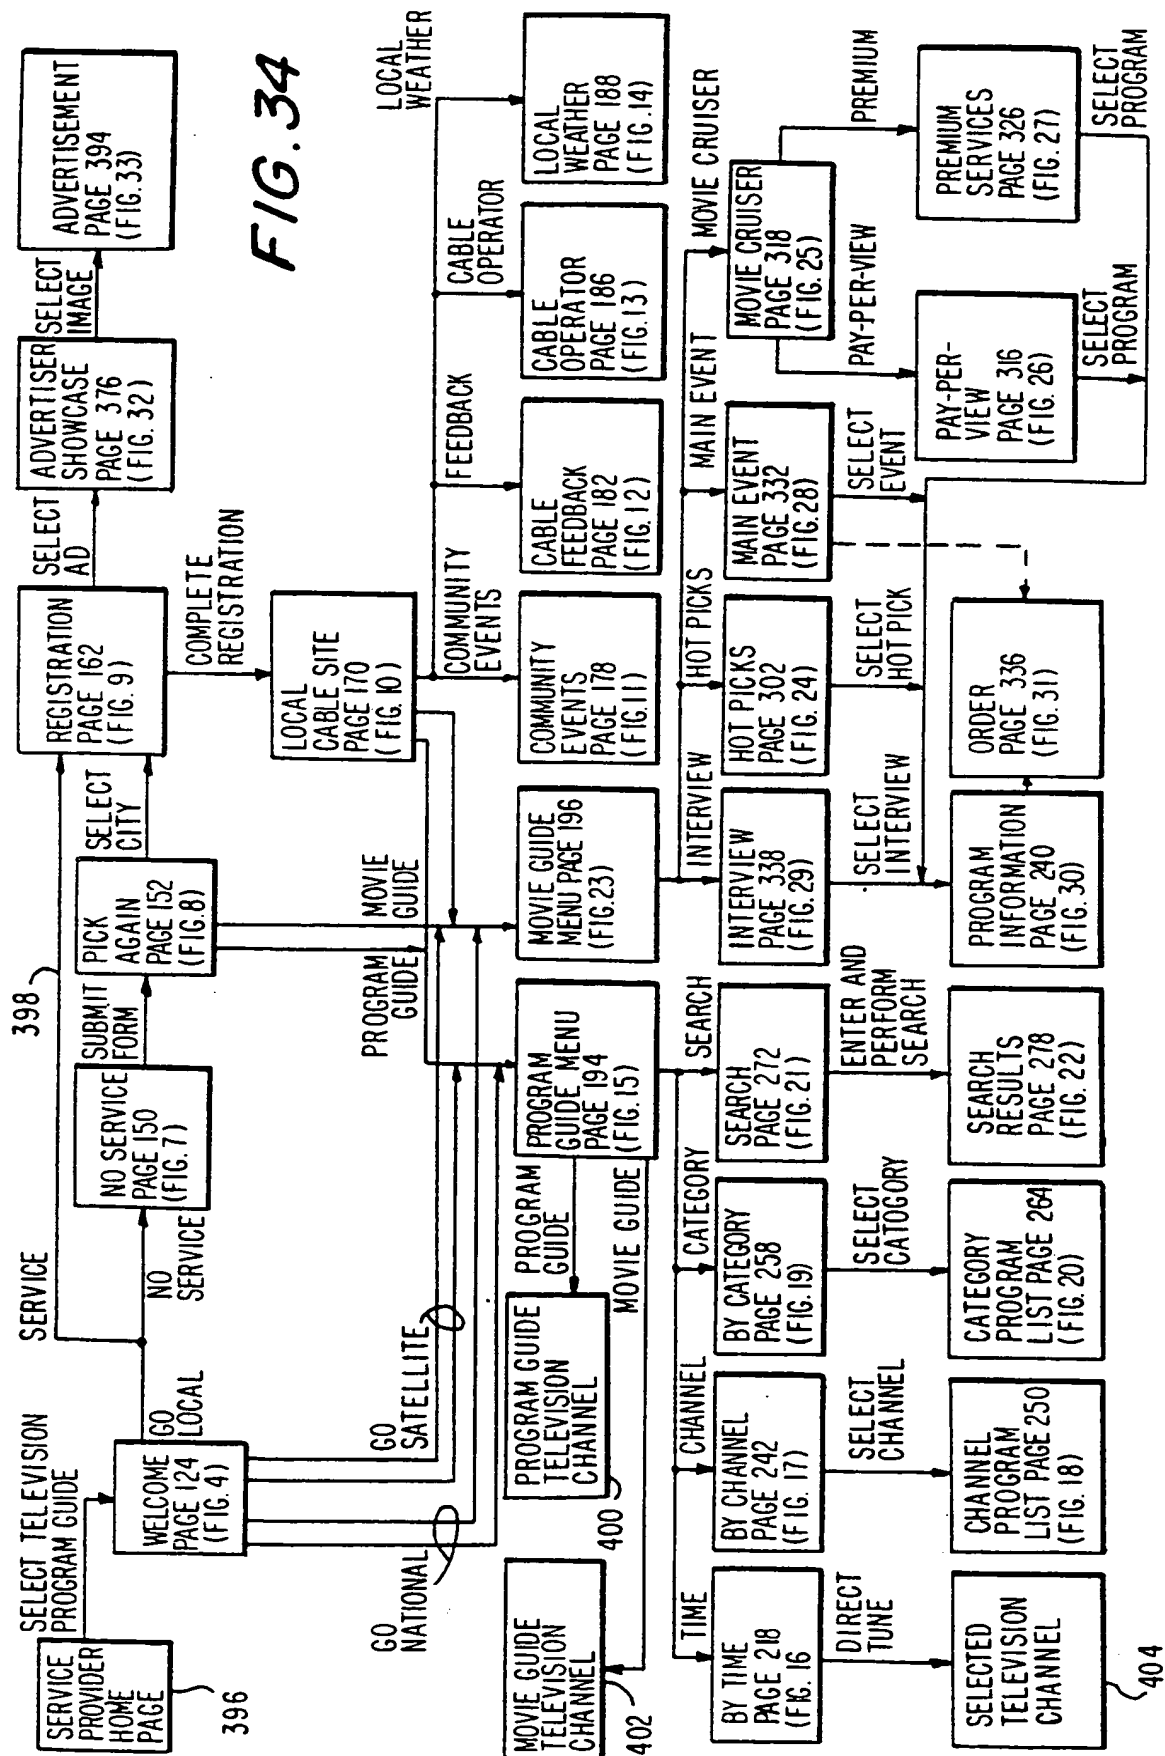 FIG. 34
SERVICE
PROVIDER
HOME
PAGE
396
SELECT TELEVISION
PROGRAM GUIDE
WELCOME
PAGE 124
(FIG. 4)
GO LOCAL
SERVICE
398
NO
SERVICE
NO SERVICE
PAGE 150
(FIG. 7)
SUBMIT
FORM
PICK
AGAIN
PAGE 152
(FIG. 8)
SELECT
CITY
REGISTRATION
PAGE 162
(FIG. 9)
SELECT
AD
ADVERTISER
SHOWCASE
PAGE 376
(FIG. 32)
SELECT
IMAGE
ADVERTISEMENT
PAGE 394
(FIG. 33)
COMPLETE
REGISTRATION
LOCAL
CABLE SITE
PAGE 170
(FIG. 10)
GO
NATIONAL
GO
SATELLITE
PROGRAM
GUIDE
MOVIE
GUIDE
COMMUNITY
EVENTS
FEEDBACK
CABLE
OPERATOR
LOCAL
WEATHER
MOVIE GUIDE
TELEVISION
CHANNEL
402
PROGRAM GUIDE
TELEVISION
CHANNEL
400
PROGRAM
GUIDE
MOVIE GUIDE
PROGRAM
GUIDE MENU
PAGE 194
(FIG. 15)
MOVIE GUIDE
MENU PAGE 196
(FIG. 23)
COMMUNITY
EVENTS
PAGE 178
(FIG. 11)
CABLE
FEEDBACK
PAGE 182
(FIG. 12)
CABLE
OPERATOR
PAGE 186
(FIG. 13)
LOCAL
WEATHER
PAGE 188
(FIG. 14)
TIME
CHANNEL
CATEGORY
SEARCH
INTERVIEW
HOT PICKS
MAIN EVENT
MOVIE CRUISER
BY TIME
PAGE 218
(FIG. 16
BY CHANNEL
PAGE 242
(FIG. 17)
BY CATEGORY
PAGE 258
(FIG. 19)
SEARCH
PAGE 272
(FIG. 21)
INTERVIEW
PAGE 338
(FIG. 29)
HOT PICKS
PAGE 302
(FIG. 24)
MAIN EVENT
PAGE 332
(FIG. 28)
MOVIE CRUISER
PAGE 318
(FIG. 25)
PAY-PER-VIEW
PREMIUM
DIRECT
TUNE
SELECT
CHANNEL
SELECT
CATOGORY
ENTER AND
PERFORM
SEARCH
SELECT
INTERVIEW
SELECT
HOT PICK
SELECT
EVENT
PAY-PER-
VIEW
PAGE 316
(FIG. 26)
PREMIUM
SERVICES
PAGE 326
(FIG. 27)
SELECT
PROGRAM
SELECT
PROGRAM
SELECTED
TELEVISION
CHANNEL
404
CHANNEL
PROGRAM
LIST PAGE 250
(FIG. 18)
CATEGORY
PROGRAM
LIST PAGE 264
(FIG. 20)
SEARCH
RESULTS
PAGE 278
(FIG. 22)
PROGRAM
INFORMATION
PAGE 240
(FIG. 30)
ORDER
PAGE 336
(FIG. 31)